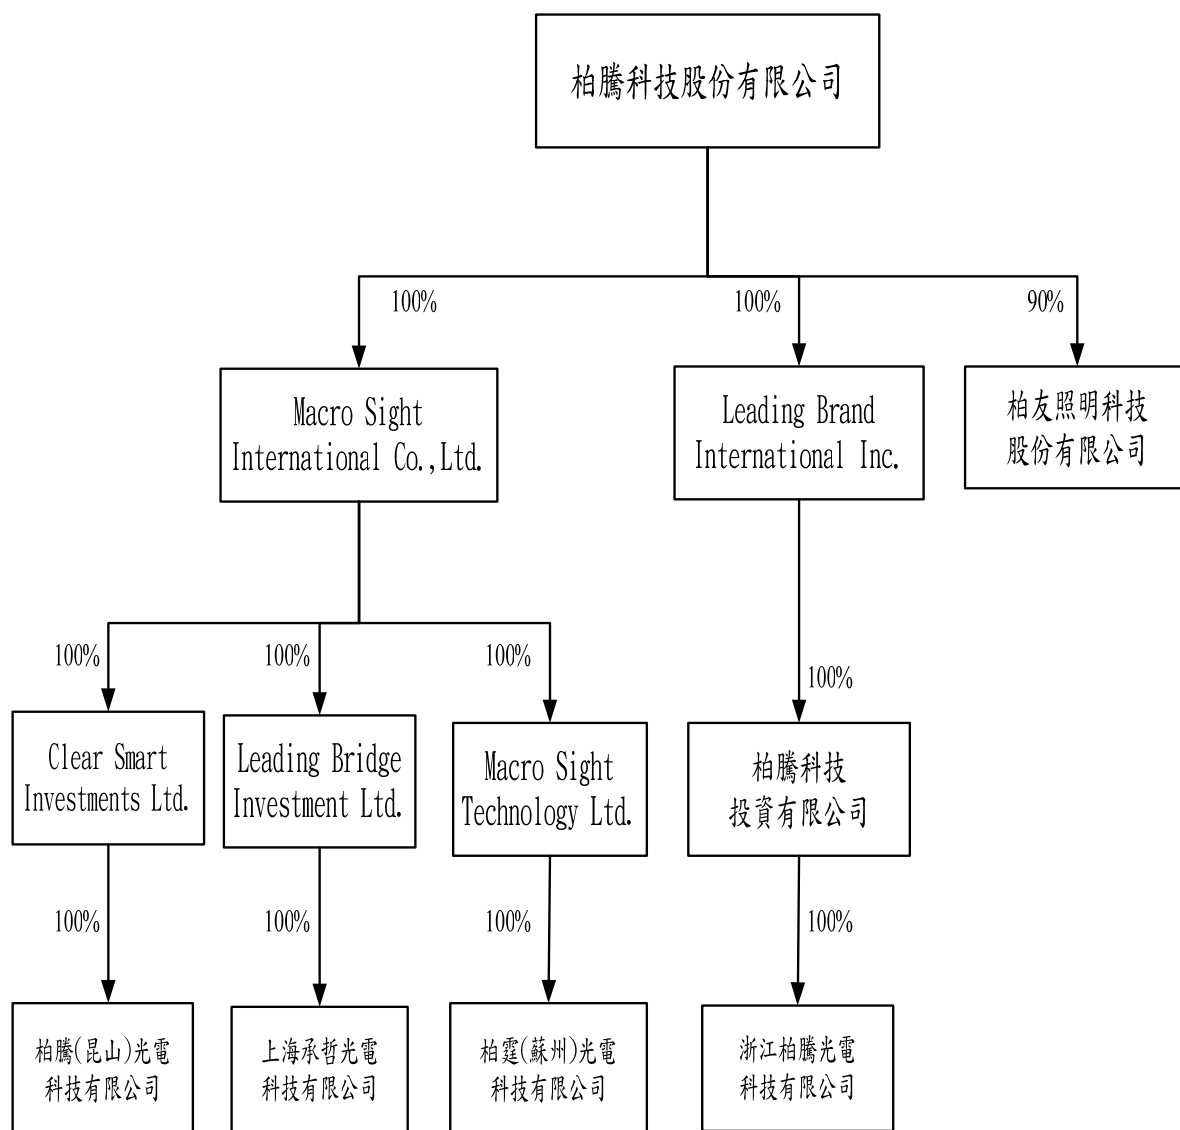 柏騰科技股份有限公司
100%
100%
90%
Macro Sight
International Co.,Ltd.
Leading Brand
International Inc.
柏友照明科技
股份有限公司
100%
100%
100%
100%
Clear Smart
Investments Ltd.
Leading Bridge
Investment Ltd.
Macro Sight
Technology Ltd.
柏騰科技
投資有限公司
100%
100%
100%
100%
柏騰(昆山)光電
科技有限公司
上海承哲光電
科技有限公司
柏霆(蘇州)光電
科技有限公司
浙江柏騰光電
科技有限公司